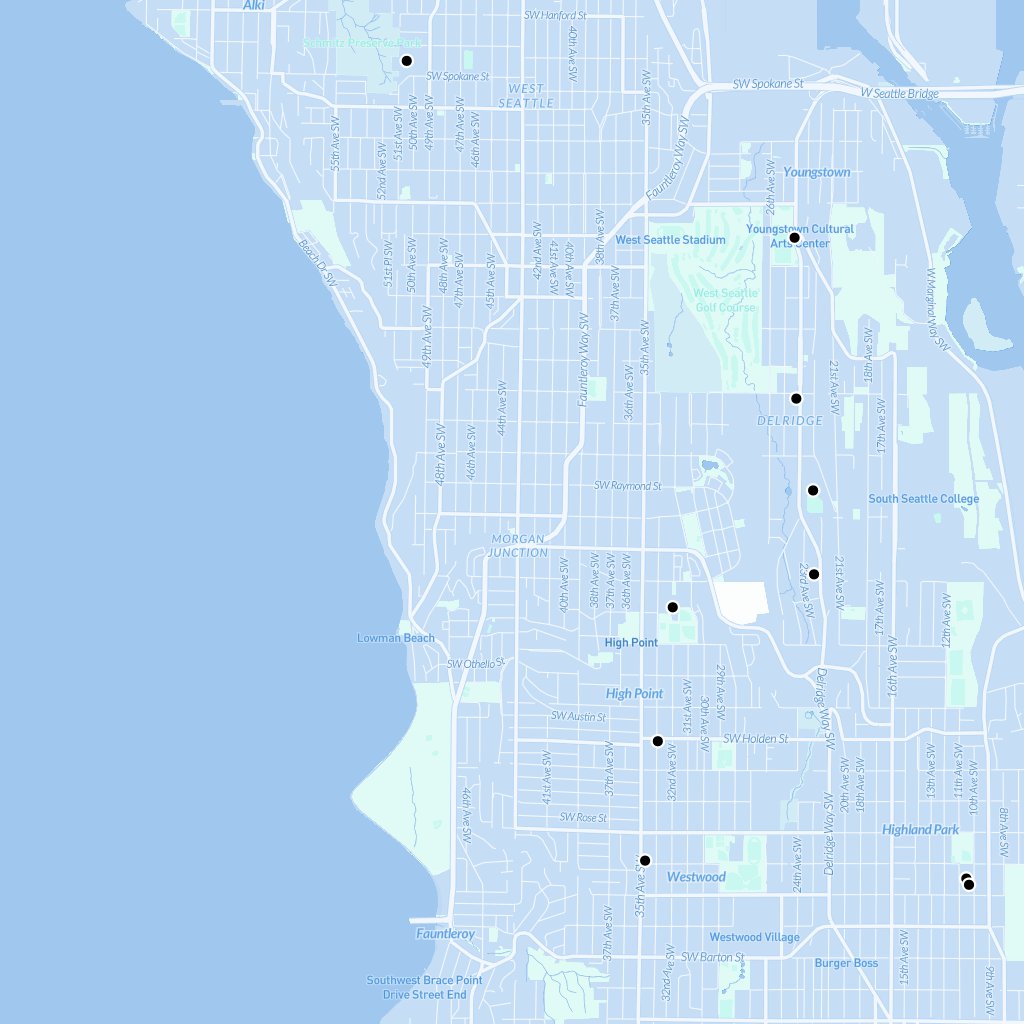 Alki
SW Hanford St
Schmitz Preserve Park
40th Ave SW
SW Spokane St
SW Spokane St
35th Ave SW
WEST
SEATTLE
W Seattle Bridge
51st Ave SW
50th Ave SW
49th Ave SW
47th Ave SW
46th Ave SW
55th Ave SW
52nd Ave SW
Fauntleroy Way SW
26th Ave SW
Youngstown
Beach Dr SW
51st Pl SW
50th Ave SW
48th Ave SW
47th Ave SW
45th Ave SW
42nd Ave SW
41st Ave SW
40th Ave SW
38th Ave SW
37th Ave SW
West Seattle Stadium
Youngstown Cultural
Arts Center
West Seattle
Golf Course
W Marginal Way SW
49th Ave SW
Fauntleroy Way SW
35th Ave SW
36th Ave SW
21st Ave SW
18th Ave SW
17th Ave SW
44th Ave SW
48th Ave SW
46th Ave SW
DELRIDGE
SW Raymond St
South Seattle College
MORGAN
JUNCTION
40th Ave SW
38th Ave SW
37th Ave SW
36th Ave SW
23rd Ave SW
21st Ave SW
17th Ave SW
12th Ave SW
Lowman Beach
High Point
SW Othello St
16th Ave SW
High Point
29th Ave SW
31st Ave SW
30th Ave SW
Delridge Way SW
SW Austin St
SW Holden St
41st Ave SW
37th Ave SW
32nd Ave SW
20th Ave SW
18th Ave SW
13th Ave SW
11th Ave SW
10th Ave SW
49th Ave SW
SW Rose St
Delridge Way SW
Highland Park
8th Ave SW
24th Ave SW
Westwood
35th Ave SW
Fauntleroy
37th Ave SW
32nd Ave SW
Westwood Village
SW Barton St
Burger Boss
15th Ave SW
9th Ave SW
Southwest Brace Point
Drive Street End